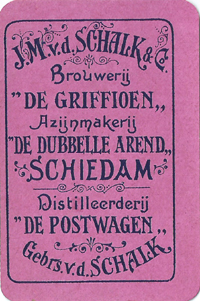 J. M. v.d. SCHALK & Co.
Brouwerij
"DE GRIFFIOEN„
Azijnmakerij
"DE DUBBELLE AREND„
SCHIEDAM
Distilleerderij
"DE POSTWAGEN„
Gebrs. v.d. SCHALK